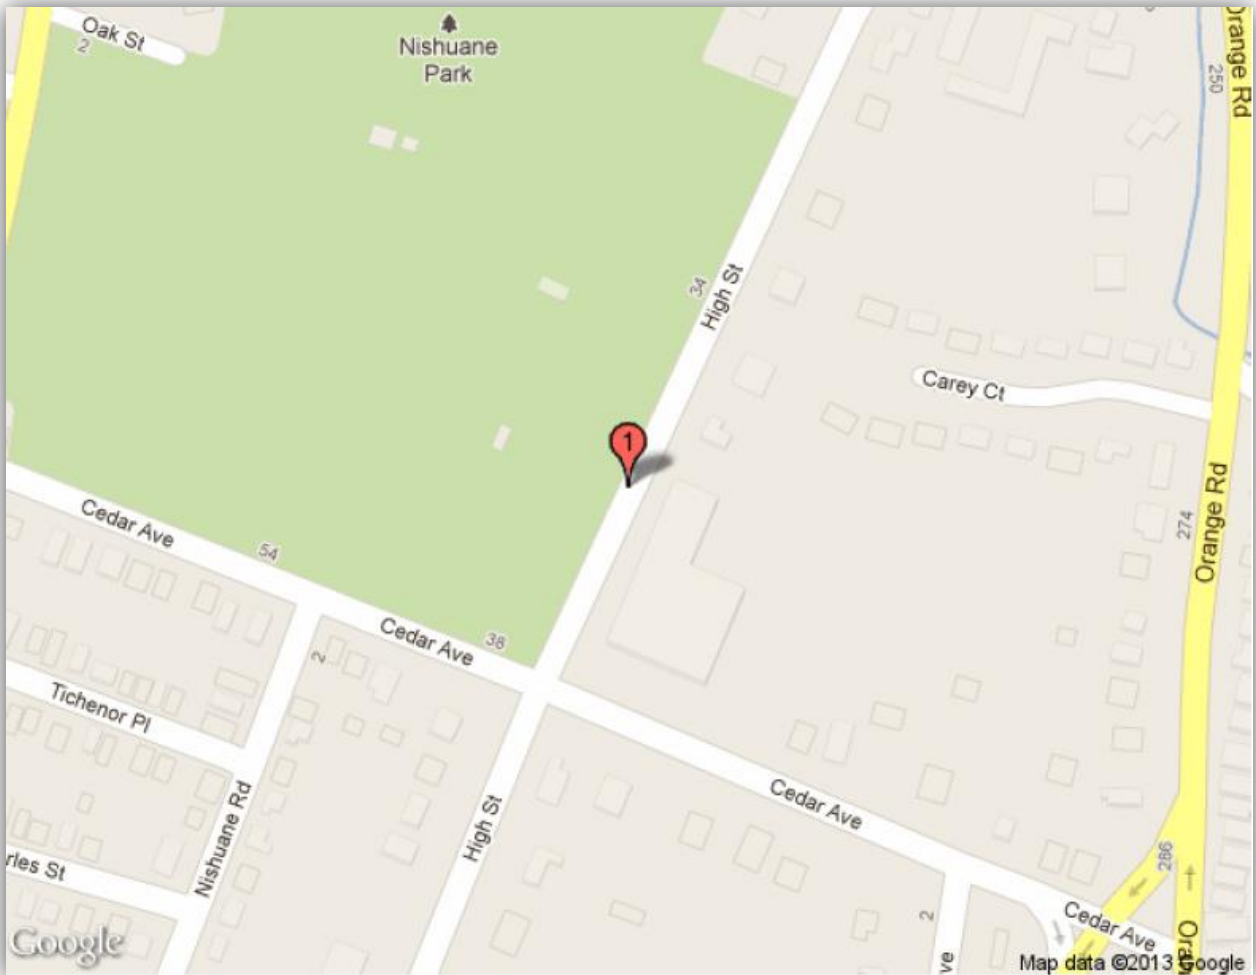 Oak St
2
Nishuane
Park
Orange Rd
250
34
High St
Carey Ct
1
Cedar Ave
54
274
Orange Rd
Cedar Ave
38
2
Tichenor Pl
Nishuane Rd
High St
Cedar Ave
286
rles St
2
Cedar Ave
ve
Ora
Google
Map data ©2013 Google